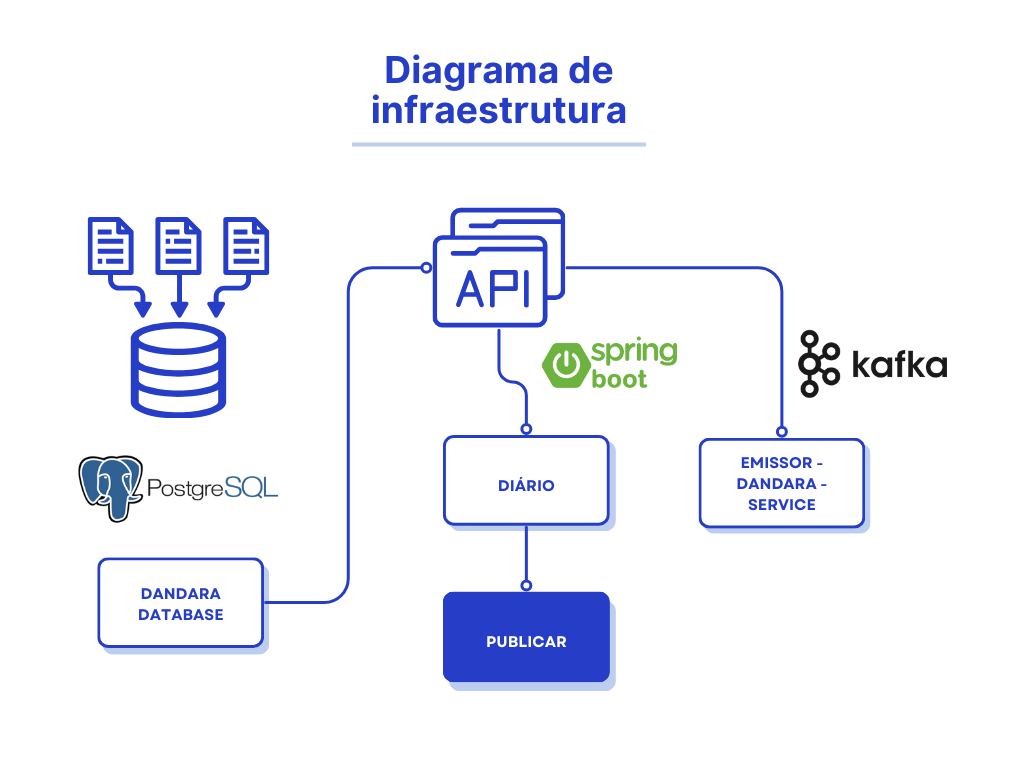 Diagrama de
infraestrutura
API
spring
boot
kafka
PostgreSQL
DIÁRIO
EMISSOR -
DANDARA -
SERVICE
DANDARA
DATABASE
PUBLICAR